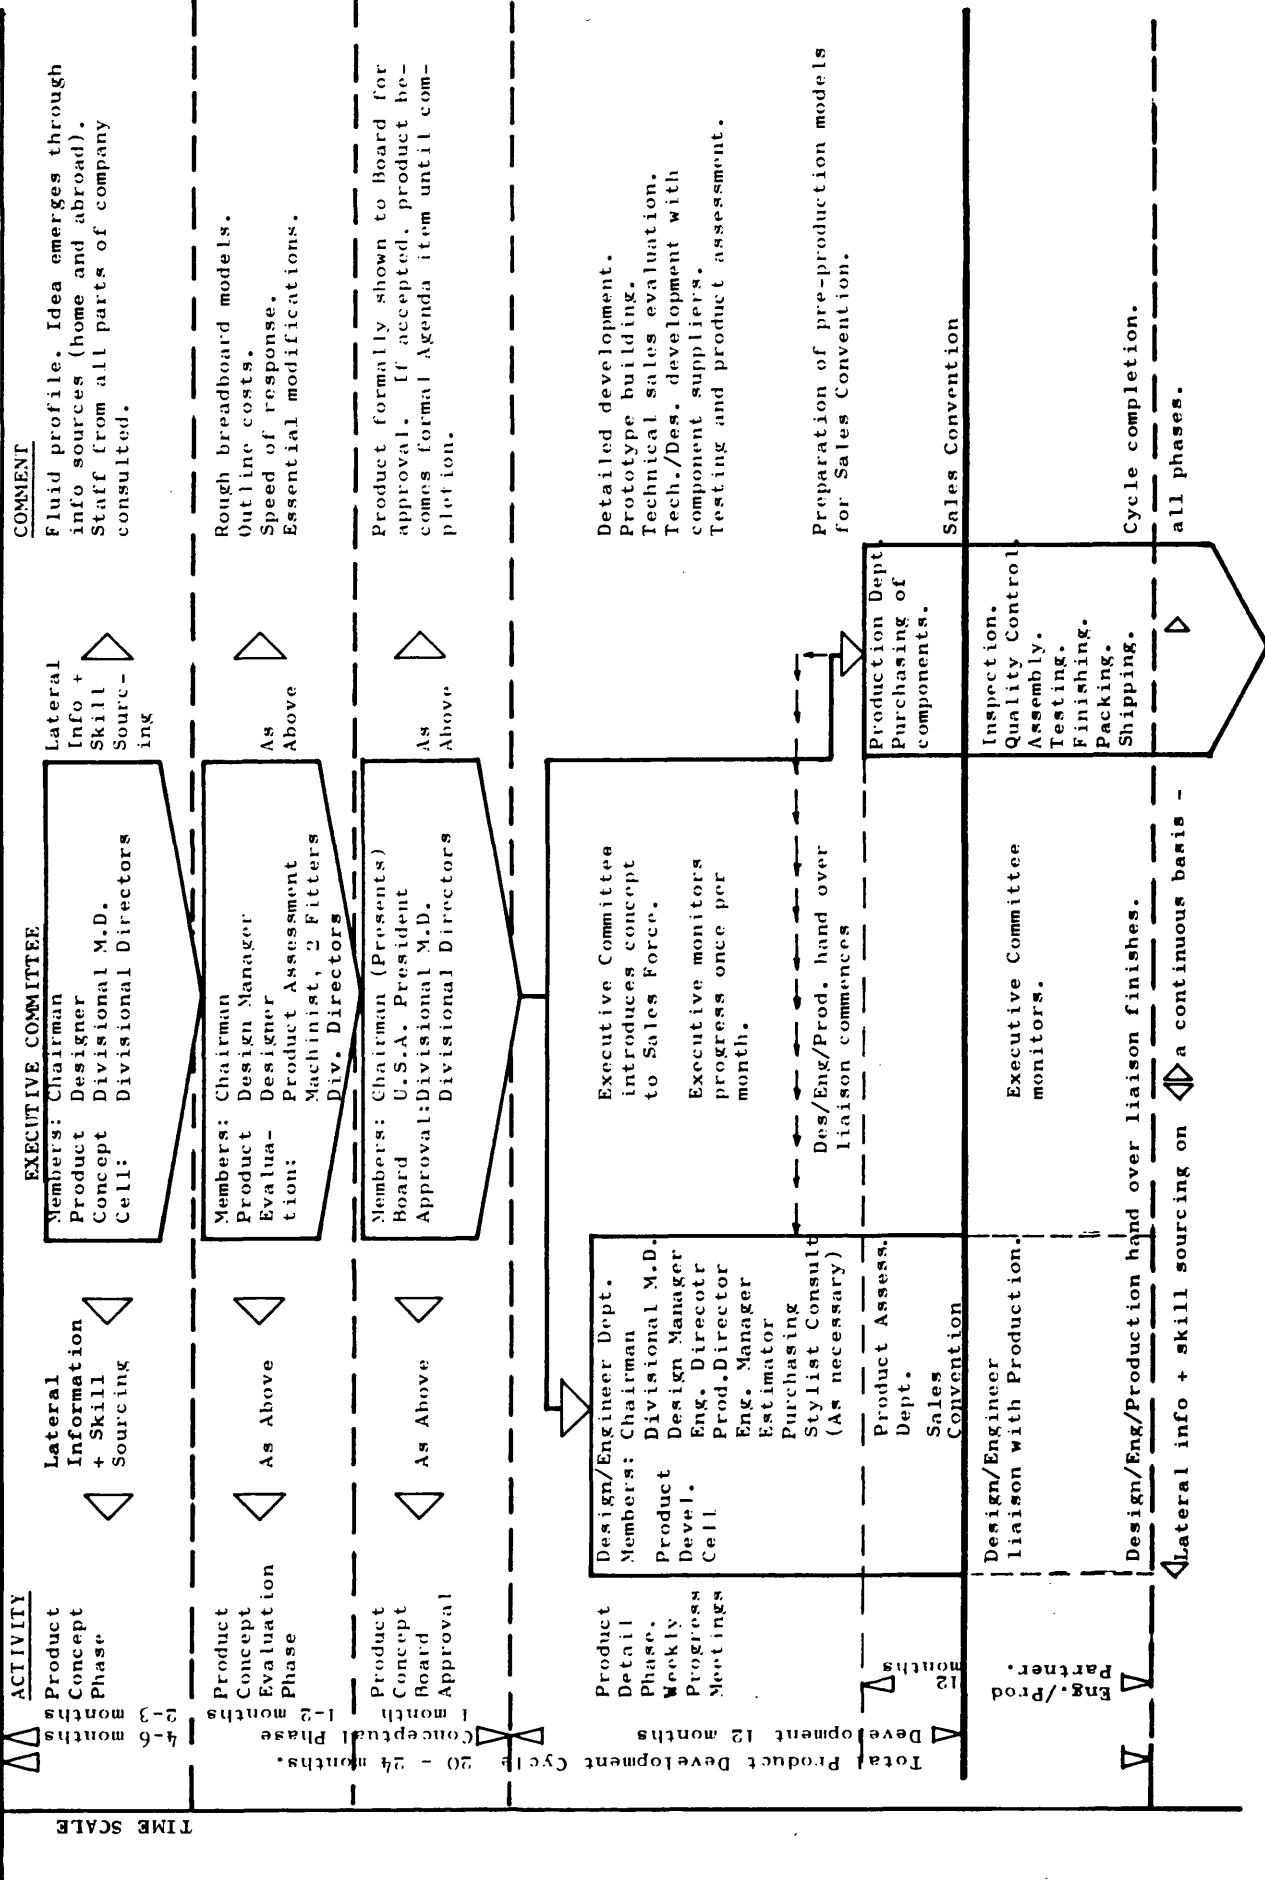 TIME SCALE
Total Product Development Cycle 20 - 24 months.
4-6 months
Conceptual Phase
Development 12 months
2-3 months
1-2 months
1 month
12
months
Eng./Prod
Partner.
ACTIVITY
Product
Concept
Phase
Product
Concept
Evaluation
Phase
Product
Concept
Board
Approval
Product
Detail
Phase.
Weekly
Progress
Meetings
Lateral
Information
+ Skill
Sourcing
As Above
As Above
EXECUTIVE COMMITTEE
Members: Chairman
Product Designer
Concept Divisional M.D.
Cell: Divisional Directors
Members: Chairman
Product Design Manager
Evalua- Designer
tion: Product Assessment
Machinist, 2 Fitters
Div. Directors
Members: Chairman (Presents)
Board U.S.A. President
Approval:Divisional M.D.
Divisional Directors
Lateral
Info +
Skill
Sourc-
ing
As
Above
As
Above
COMMENT
Fluid profile. Idea emerges through
info sources (home and abroad).
Staff from all parts of company
consulted.
Rough breadboard models.
Outline costs.
Speed of response.
Essential modifications.
Product formally shown to Board for
approval. If accepted, product be-
comes formal Agenda item until com-
pletion.
Design/Engineer Dept.
Members: Chairman
Product Divisional M.D.
Devel. Design Manager
Cell Eng. Direcotr
Prod.Director
Eng. Manager
Estimator
Purchasing
Stylist Consult
(As necessary)
Product Assess.
Dept.
Sales
Convention
Executive Committee
introduces concept
to Sales Force.
Executive monitors
progress once per
month.
Des/Eng/Prod. hand over
liaison commences
Detailed development.
Prototype building.
Technical sales evaluation.
Tech./Des. development with
component suppliers.
Testing and product assessment.
Preparation of pre-production models
for Sales Convention.
Production Dept.
Purchasing of
components.
Sales Convention
Design/Engineer
liaison with Production.
Executive Committee
monitors.
Inspection.
Quality Control.
Assembly.
Testing.
Finishing.
Packing.
Shipping.
Design/Eng/Production hand over liaison finishes.
Cycle completion.
Lateral info + skill sourcing on a continuous basis - all phases.